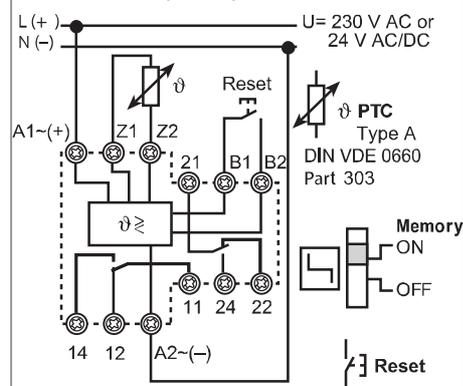 L (+) U= 230 V AC or
N (–) 24 V AC/DC
Reset
ϑ
ϑ PTC
Type A
DIN VDE 0660
Part 303
A1~(+) Z1 Z2
21 B1 B2
ϑ≥
Memory
ON
OFF
11 24 22
14 12 A2~(–)
Reset